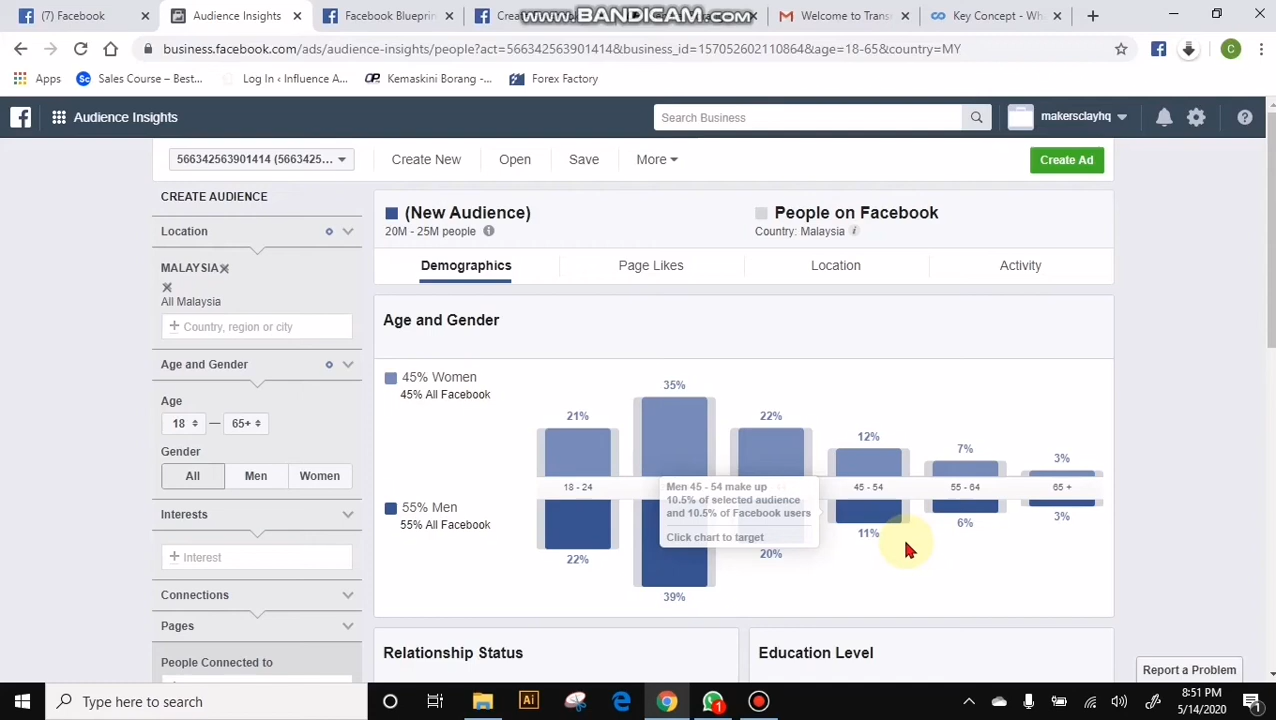 (7) Facebook
Audience Insights
Facebook Blueprin
Crea
www.BANDICAM.com
Welcome to Transf
Key Concept - Wha
business.facebook.com/ads/audience-insights/people?act=566342563901414&business_id=157052602110864&age=18-65&country=MY
C
Apps
Sc Sales Course – Best...
Log In ‹ Influence A...
OP Kemaskini Borang -...
Forex Factory
Audience Insights
Search Business
makersclayhq
566342563901414 (5663425...
Create New
Open
Save
More
Create Ad
CREATE AUDIENCE
(New Audience)
People on Facebook
20M - 25M people
Country: Malaysia
Location
Demographics
Page Likes
Location
Activity
MALAYSIA
All Malaysia
+ Country, region or city
Age and Gender
Age and Gender
45% Women
45% All Facebook
55% Men
55% All Facebook
35%
21%
22%
12%
7%
3%
18 - 24
45 - 54
55 - 64
65 +
Men 45 - 54 make up
10.5% of selected audience
and 10.5% of Facebook users
Click chart to target
22%
39%
20%
11%
6%
3%
Age
18 — 65+
Gender
All
Men
Women
Interests
+ Interest
Connections
Pages
People Connected to
Relationship Status
Education Level
Report a Problem
Type here to search
Ai
1
8:51 PM
5/14/2020
1